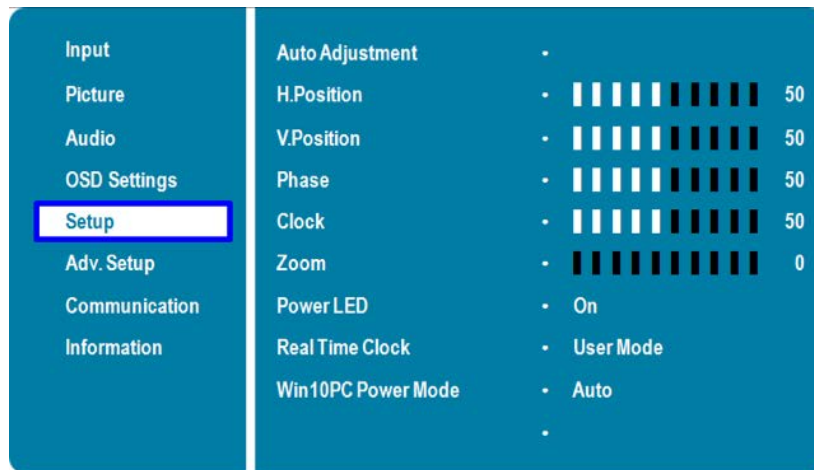 Input
Picture
Audio
OSD Settings
Setup
Adv. Setup
Communication
Information
Auto Adjustment
H.Position 50
V.Position 50
Phase 50
Clock 50
Zoom 0
Power LED On
Real Time Clock User Mode
Win10PC Power Mode Auto